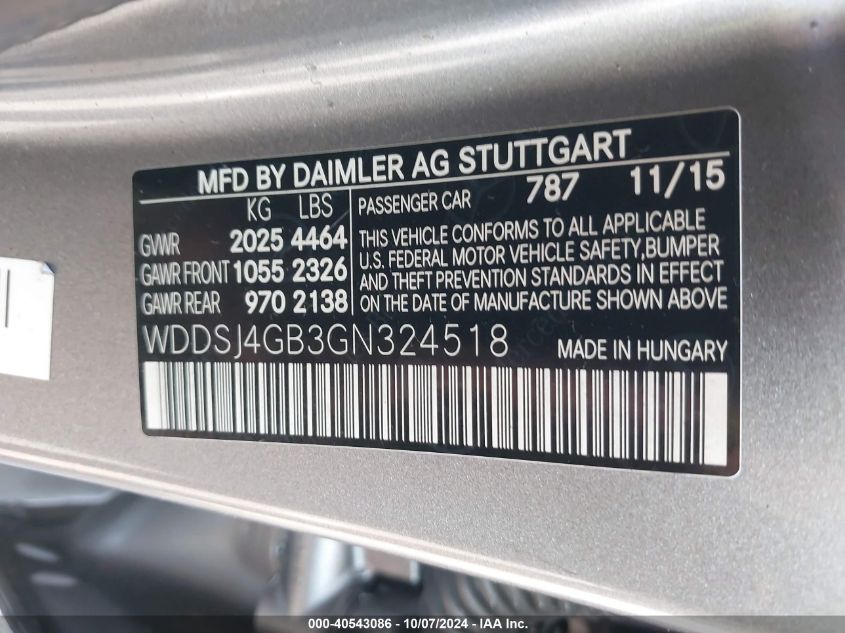 MFD BY DAIMLER AG STUTTGART
KG LBS
GVWR 2025 4464
GAWR FRONT 1055 2326
GAWR REAR 970 2138
PASSENGER CAR 787 11/15
THIS VEHICLE CONFORMS TO ALL APPLICABLE
U.S. FEDERAL MOTOR VEHICLE SAFETY, BUMPER
AND THEFT PREVENTION STANDARDS IN EFFECT
ON THE DATE OF MANUFACTURE SHOWN ABOVE
WDDSJ4GB3GN324518 MADE IN HUNGARY
000-40543086 - 10/07/2024 - IAA Inc.